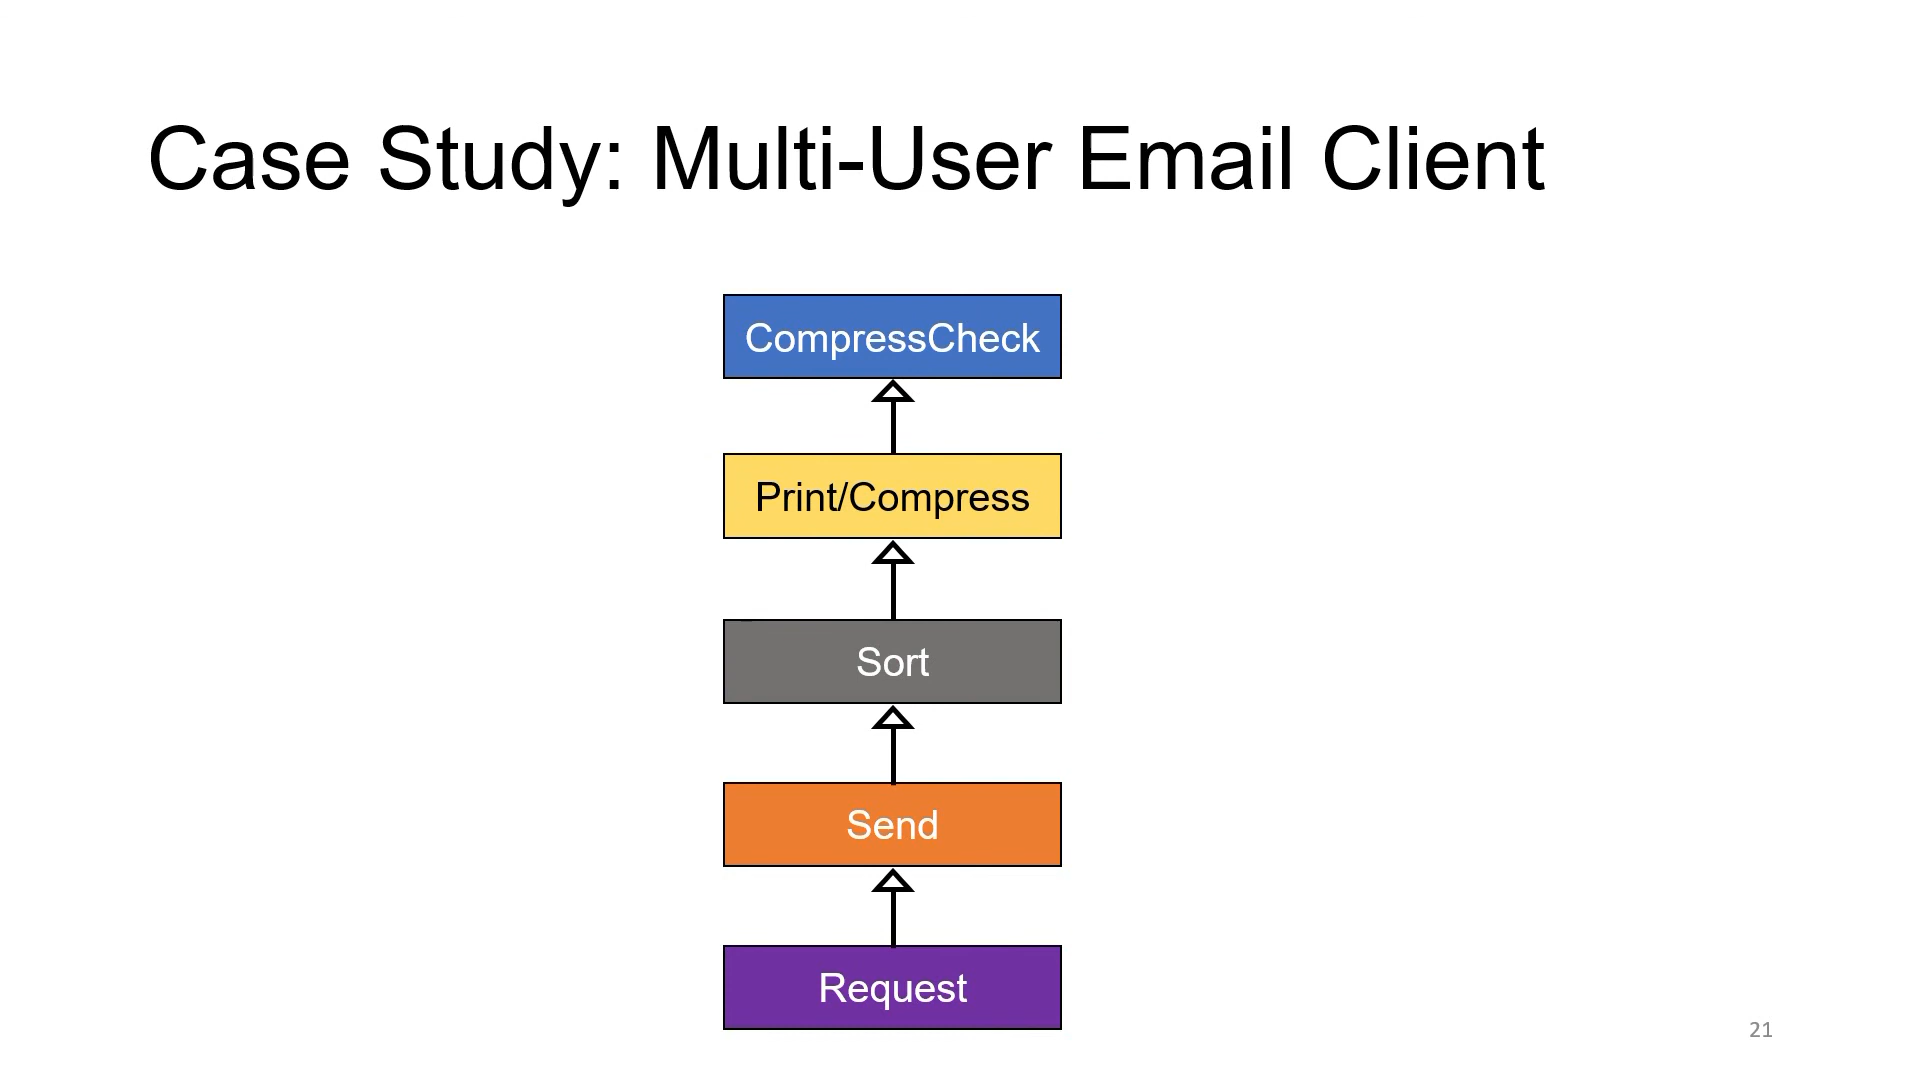 Case Study: Multi-User Email Client
CompressCheck
Print/Compress
Sort
Send
Request
21